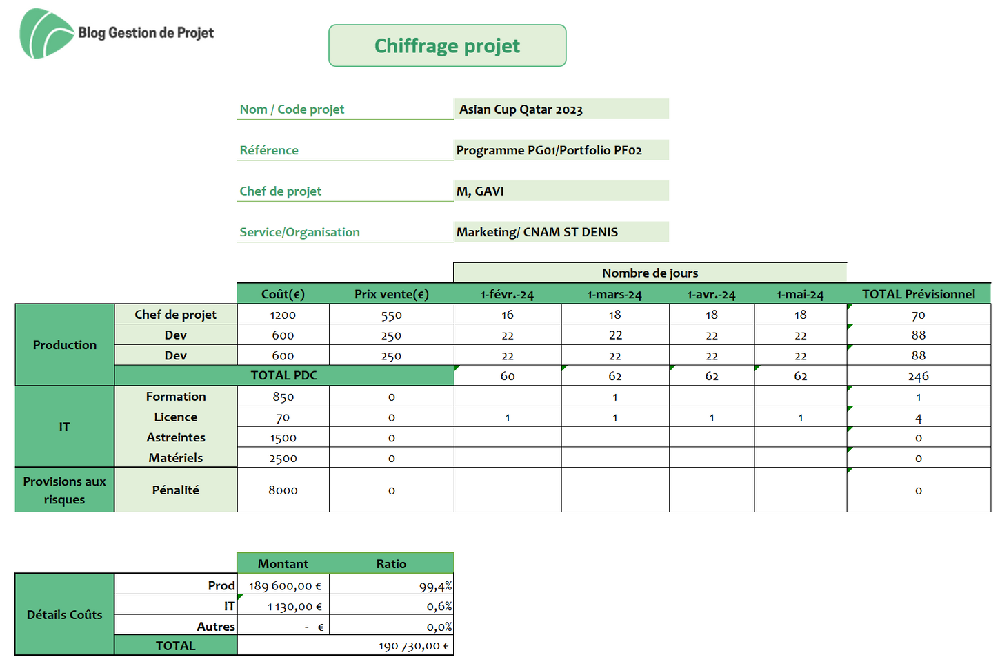 Blog Gestion de Projet
Chiffrage projet
Nom / Code projet Asian Cup Qatar 2023
Référence Programme PG01/Portfolio PF02
Chef de projet M, GAVI
Service/Organisation Marketing/ CNAM ST DENIS
Nombre de jours
Coût(€) Prix vente(€) 1-févr.-24 1-mars-24 1-avr.-24 1-mai-24 TOTAL Prévisionnel
Production
Chef de projet 1200 550 16 18 18 18 70
Dev 600 250 22 22 22 22 88
Dev 600 250 22 22 22 22 88
TOTAL PDC 60 62 62 62 246
IT
Formation 850 0 1 1
Licence 70 0 1 1 1 1 4
Astreintes 1500 0 0
Matériels 2500 0 0
Provisions aux
risques
Pénalité 8000 0 0
Montant Ratio
Détails Coûts
Prod 189 600,00 € 99,4%
IT 1 130,00 € 0,6%
Autres - € 0,0%
TOTAL 190 730,00 €